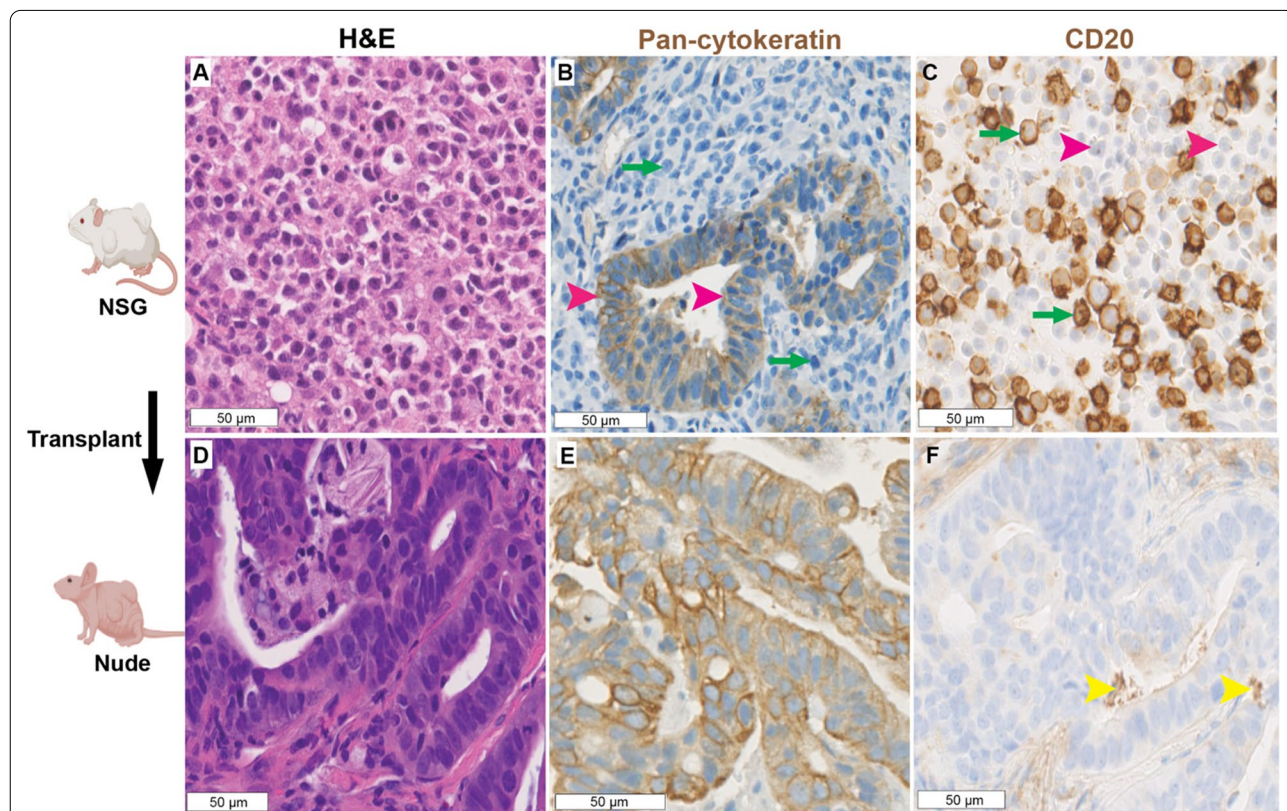 H&E
Pan-cytokeratin
CD20
A
B
C
NSG
50 µm
50 µm
50 µm
Transplant
D
E
F
Nude
50 µm
50 µm
50 µm